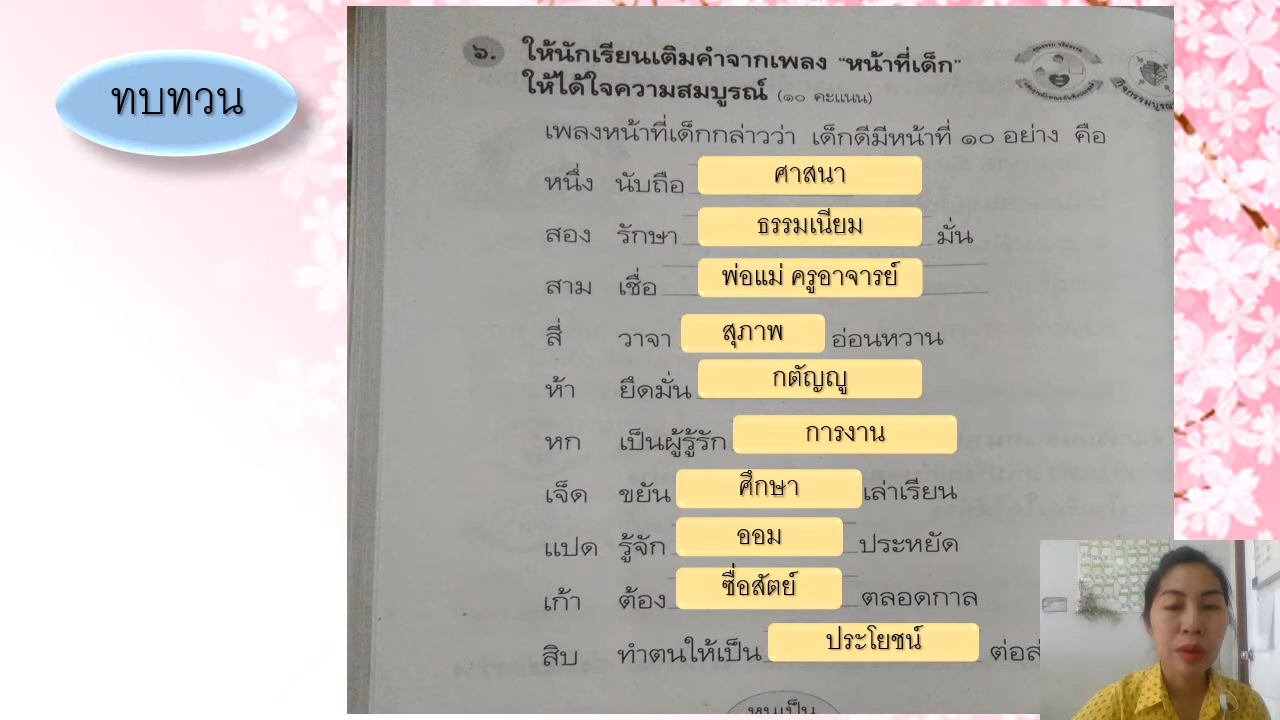 ทบทวน
๖. ให้นักเรียนเติมคำจากเพลง “หน้าที่เด็ก”
ให้ได้ใจความสมบูรณ์ (๑๐ คะแนน)
เพลงหน้าที่เด็กกล่าวว่า เด็กดีมีหน้าที่ ๑๐ อย่าง คือ
หนึ่ง นับถือ ศาสนา
สอง รักษา ธรรมเนียม มั่น
สาม เชื่อ พ่อแม่ ครูอาจารย์
สี่ วาจา สุภาพ อ่อนหวาน
ห้า ยึดมั่น กตัญญู
หก เป็นผู้รู้รัก การงาน
เจ็ด ขยัน ศึกษา เล่าเรียน
แปด รู้จัก ออม ประหยัด
เก้า ต้อง ซื่อสัตย์ ตลอดกาล
สิบ ทำตนให้เป็น ประโยชน์